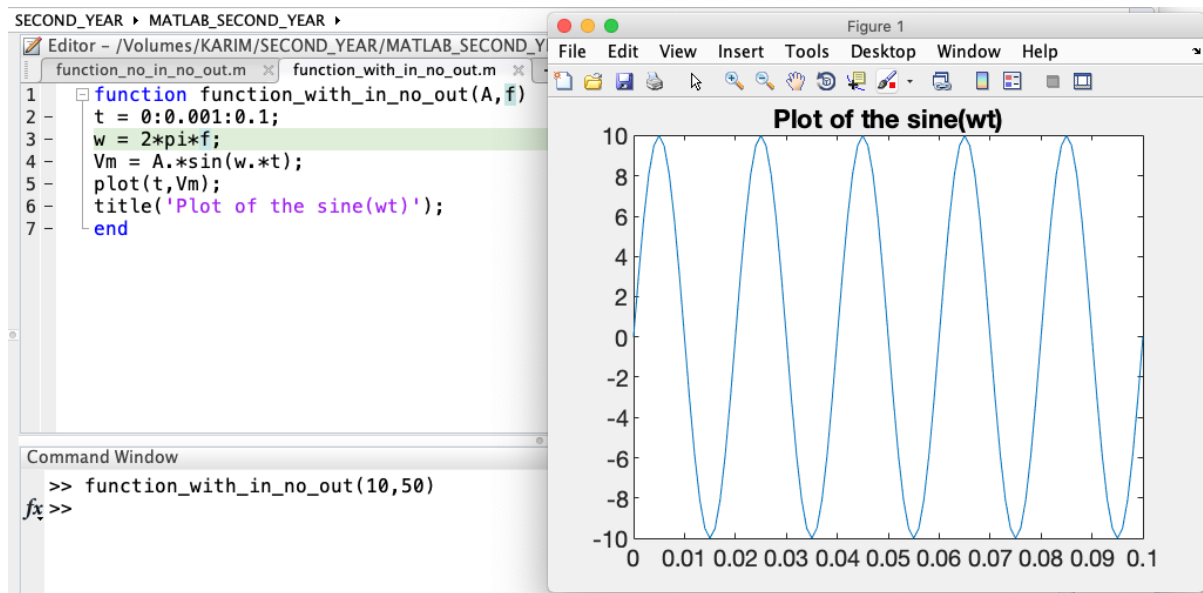 SECOND_YEAR ▸ MATLAB_SECOND_YEAR ▸
Editor - /Volumes/KARIM/SECOND_YEAR/MATLAB_SECOND_Y
function_no_in_no_out.m × function_with_in_no_out.m ×
1 function function_with_in_no_out(A,f)
2 - t = 0:0.001:0.1;
3 - w = 2*pi*f;
4 - Vm = A.*sin(w.*t);
5 - plot(t,Vm);
6 - title('Plot of the sine(wt)');
7 - end
Command Window
>> function_with_in_no_out(10,50)
fx >>
Figure 1
File Edit View Insert Tools Desktop Window Help
Plot of the sine(wt)
10
8
6
4
2
0
-2
-4
-6
-8
-10
0 0.01 0.02 0.03 0.04 0.05 0.06 0.07 0.08 0.09 0.1